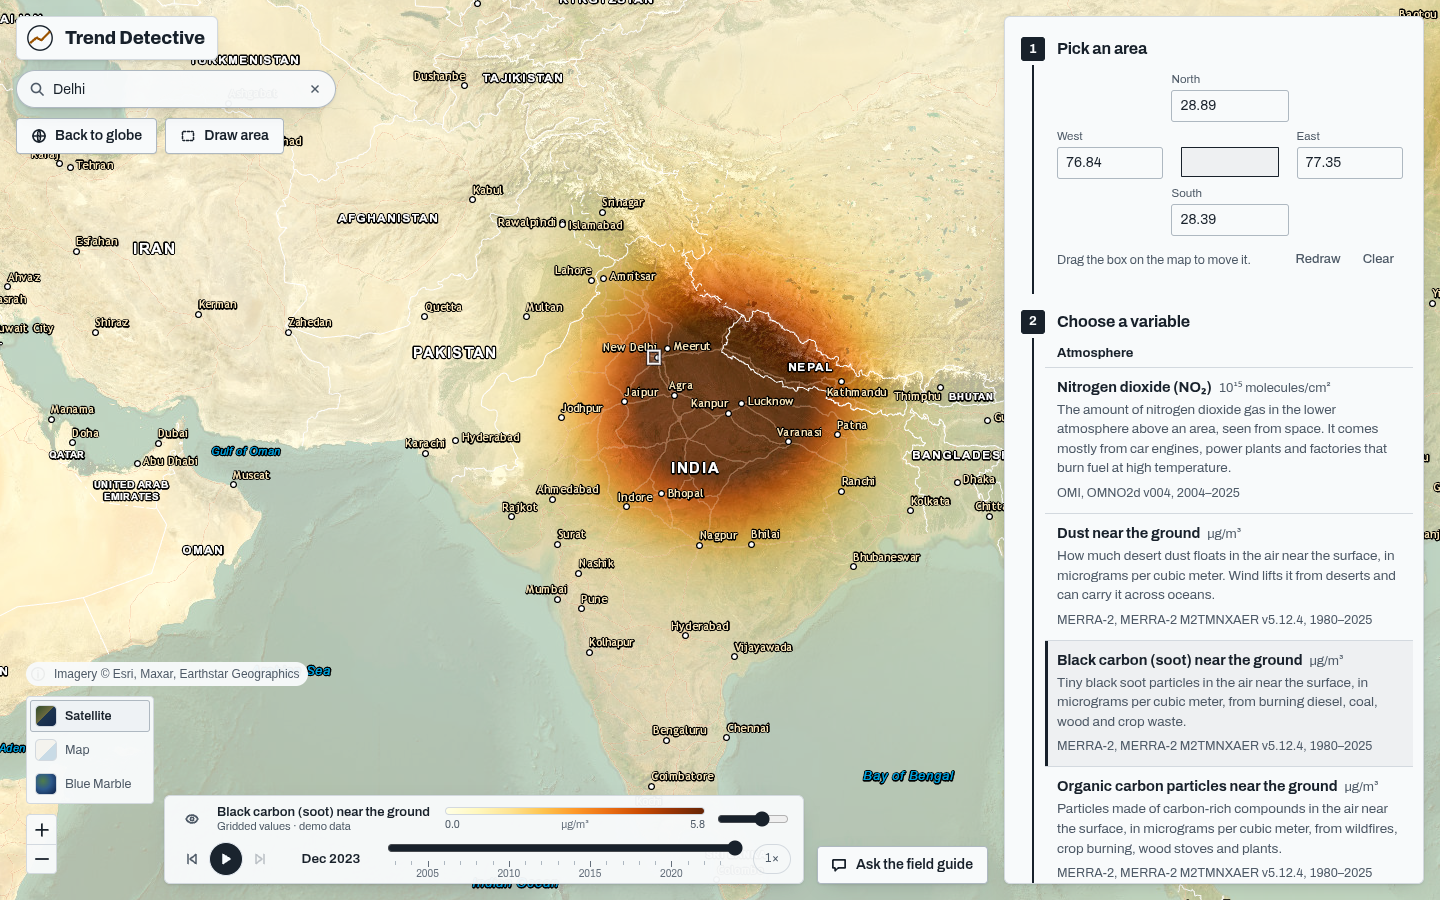 Trend Detective
Delhi
Back to globe
Draw area
TURKMENISTAN
TAJIKISTAN
Dushanbe
Tehran
Kabul
Srinagar
AFGHANISTAN
Rawalpindi
Islamabad
Esfahan
IRAN
Lahore
Amritsar
Ahvaz
Kerman
Quetta
Multan
Shiraz
Zahedan
PAKISTAN
New Delhi
Meerut
NEPAL
Jaipur
Agra
Kathmandu
Thimphu
BHUTAN
Manama
Jodhpur
Kanpur
Lucknow
Doha
Dubai
Karachi
Hyderabad
Varanasi
Patna
QATAR
Abu Dhabi
Gulf of Oman
BANGLADESH
Muscat
INDIA
UNITED ARAB
EMIRATES
Ahmedabad
Indore
Bhopal
Ranchi
Dhaka
Rajkot
Kolkata
OMAN
Surat
Nagpur
Bhilai
Nashik
Bhubaneswar
Mumbai
Pune
Kolhapur
Hyderabad
Vijayawada
Sea
Bengaluru
Chennai
Coimbatore
Bay of Bengal
Aden
Indian Ocean
Imagery © Esri, Maxar, Earthstar Geographics
Satellite
Map
Blue Marble
+
−
Black carbon (soot) near the ground
Gridded values · demo data
0.0
µg/m³
5.8
Dec 2023
1×
2005
2010
2015
2020
Ask the field guide
1
Pick an area
North
28.89
West
East
76.84
77.35
South
28.39
Drag the box on the map to move it.
Redraw
Clear
2
Choose a variable
Atmosphere
Nitrogen dioxide (NO₂) 10¹⁵ molecules/cm²
The amount of nitrogen dioxide gas in the lower
atmosphere above an area, seen from space. It comes
mostly from car engines, power plants and factories that
burn fuel at high temperature.
OMI, OMNO2d v004, 2004–2025
Dust near the ground µg/m³
How much desert dust floats in the air near the surface, in
micrograms per cubic meter. Wind lifts it from deserts and
can carry it across oceans.
MERRA-2, MERRA-2 M2TMNXAER v5.12.4, 1980–2025
Black carbon (soot) near the ground µg/m³
Tiny black soot particles in the air near the surface, in
micrograms per cubic meter, from burning diesel, coal,
wood and crop waste.
MERRA-2, MERRA-2 M2TMNXAER v5.12.4, 1980–2025
Organic carbon particles near the ground µg/m³
Particles made of carbon-rich compounds in the air near
the surface, in micrograms per cubic meter, from wildfires,
crop burning, wood stoves and plants.
MERRA-2, MERRA-2 M2TMNXAER v5.12.4, 1980–2025